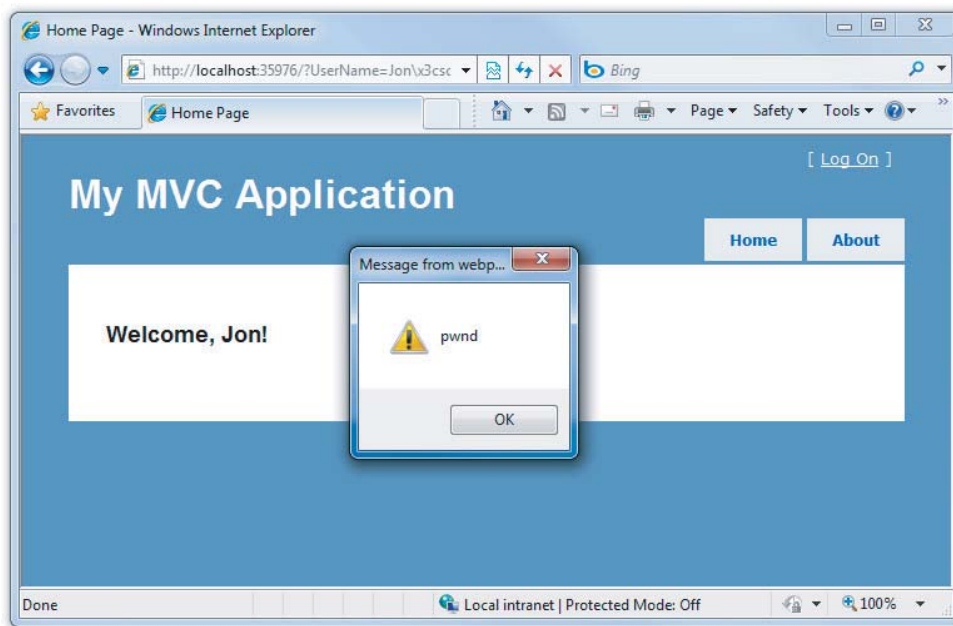 Home Page - Windows Internet Explorer
http://localhost:35976/?UserName=Jon\x3csc
Bing
Favorites
Home Page
Page
Safety
Tools
[ Log On ]
My MVC Application
Home
About
Message from webp...
Welcome, Jon!
pwnd
OK
Done
Local intranet | Protected Mode: Off
100%